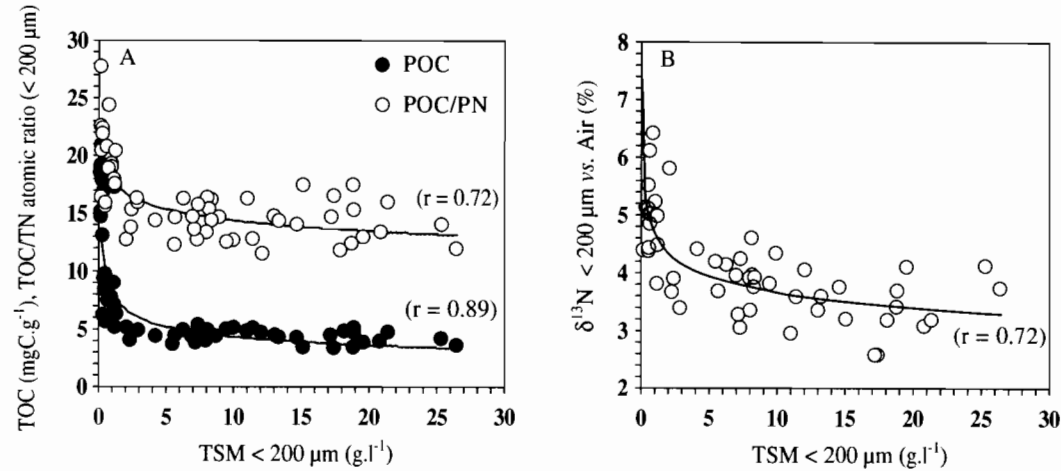 A
POC
POC/PN
(r = 0.72)
(r = 0.89)
30
25
20
15
10
5
0
0 5 10 15 20 25 30
TOC (mgC.g⁻¹), TOC/TN atomic ratio (< 200 µm)
TSM < 200 µm (g.l⁻¹)
B
(r = 0.72)
8
7
6
5
4
3
2
0 5 10 15 20 25 30
δ¹³N < 200 µm vs. Air (%)
TSM < 200 µm (g.l⁻¹)